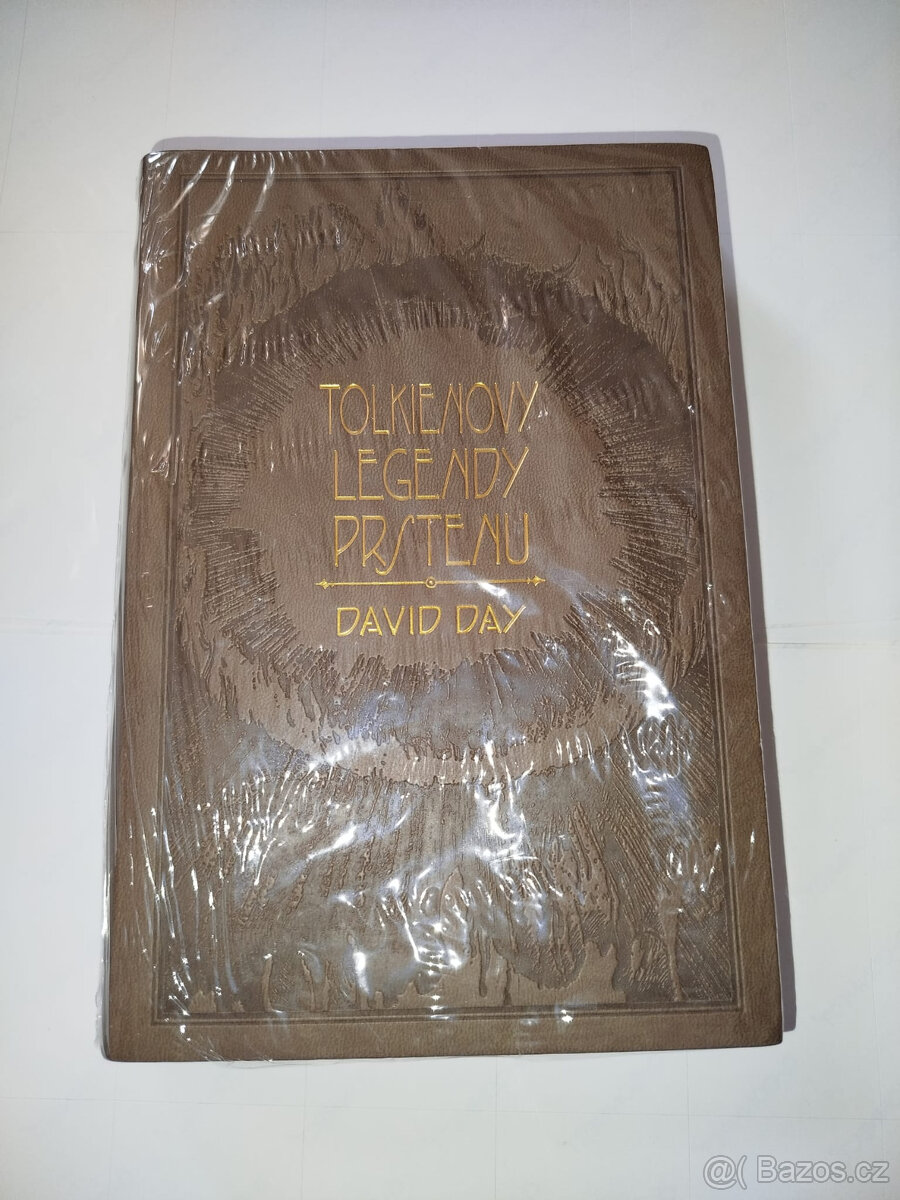 TOLKIENOVY
LEGENDY
PRSTENU
DAVID DAY
@( Bazos.cz